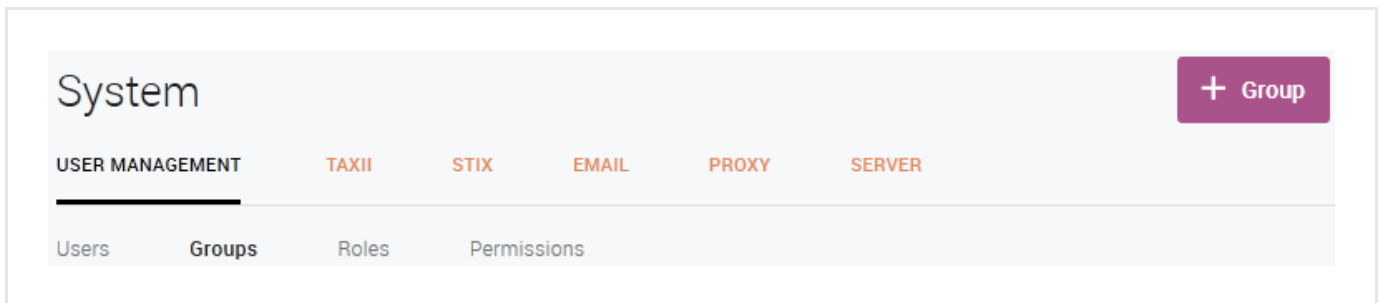 System
+ Group
USER MANAGEMENT TAXII STIX EMAIL PROXY SERVER
Users Groups Roles Permissions